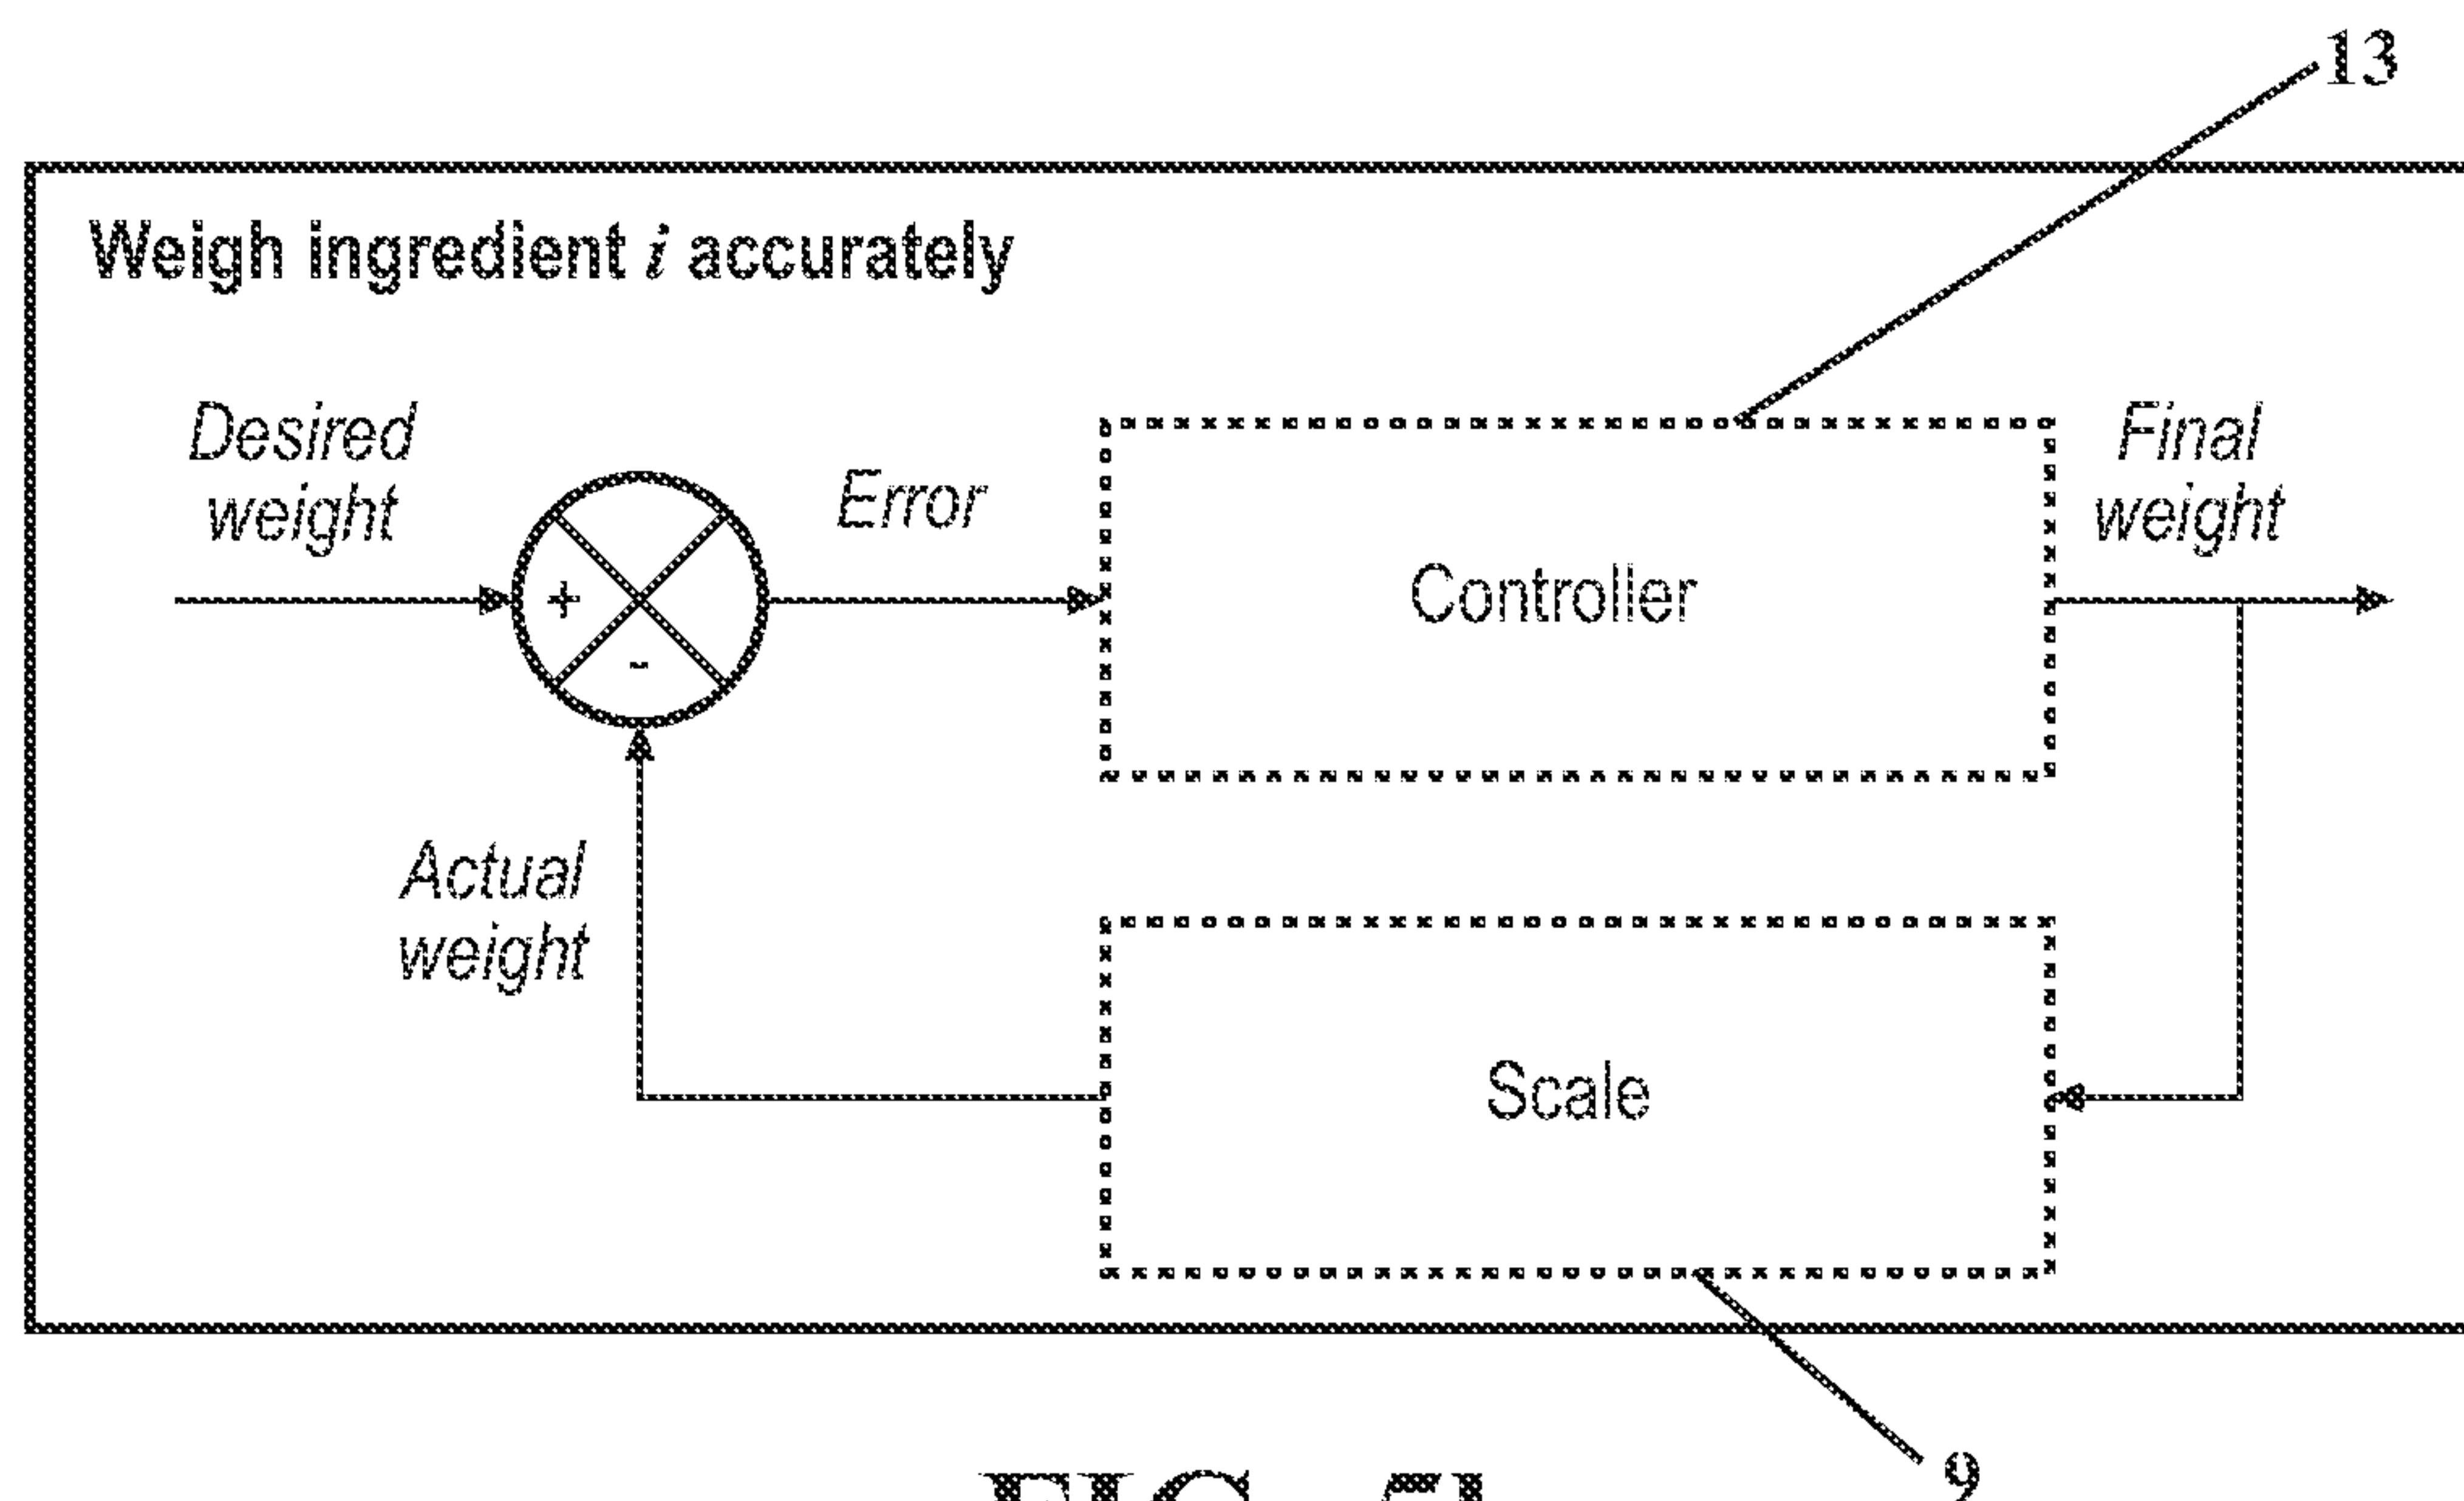 13
Weigh ingredient i accurately
Desired
weight
+
-
Error
Controller
Final
weight
Actual
weight
Scale
9